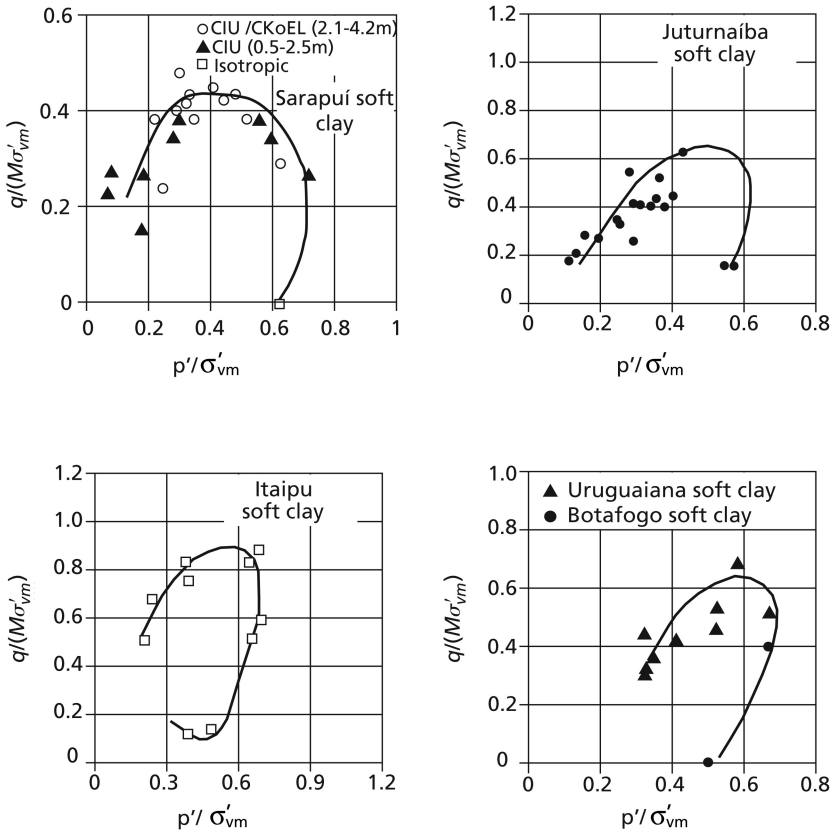 0.6
0.4
0.2
0
q/(Mσ′vm)
CIU /CKoEL (2.1-4.2m)
CIU (0.5-2.5m)
Isotropic
Sarapuí soft
clay
0 0.2 0.4 0.6 0.8 1
p′/σ′vm
1.2
1.0
0.8
0.6
0.4
0.2
0
q/(Mσ′vm)
Juturnaíba
soft clay
0 0.2 0.4 0.6 0.8
p′/σ′vm
1.2
1.0
0.8
0.6
0.4
0.2
0
q/(Mσ′vm)
Itaipu
soft clay
0 0.3 0.6 0.9 1.2
p′/σ′vm
1.0
0.8
0.6
0.4
0.2
0
q/(Mσ′vm)
Uruguaiana soft clay
Botafogo soft clay
0 0.2 0.4 0.6 0.8
p′/σ′vm